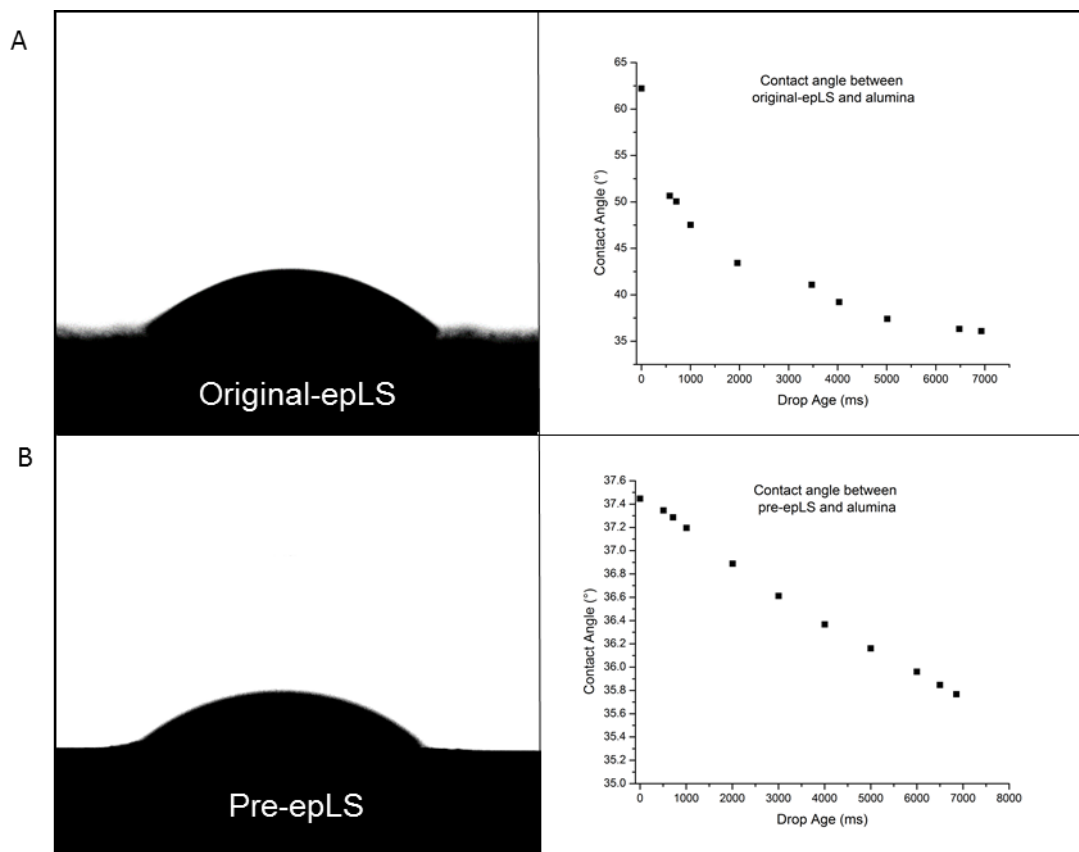 A
Original-epLS
Contact angle between
original-epLS and alumina
Contact Angle (°)
65
60
55
50
45
40
35
0 1000 2000 3000 4000 5000 6000 7000
Drop Age (ms)
B
Pre-epLS
Contact angle between
pre-epLS and alumina
Contact Angle (°)
37.6
37.4
37.2
37.0
36.8
36.6
36.4
36.2
36.0
35.8
35.6
35.4
35.2
35.0
0 1000 2000 3000 4000 5000 6000 7000 8000
Drop Age (ms)